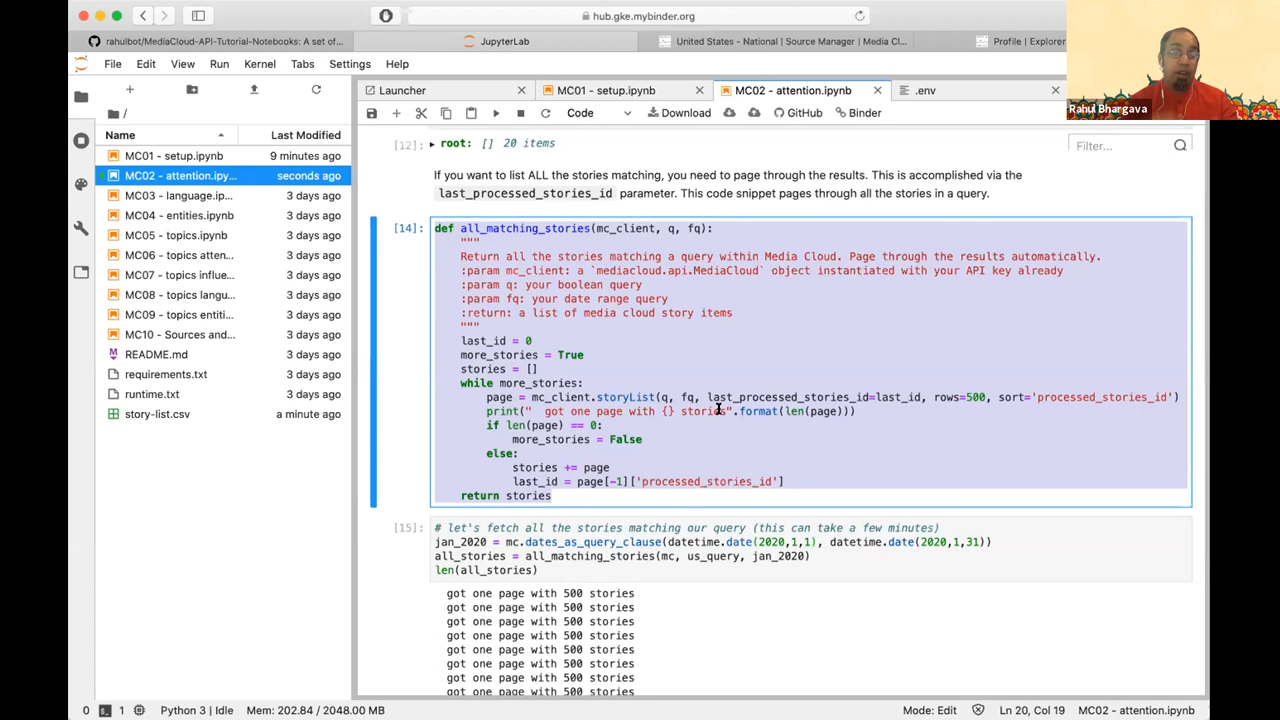 hub.gke.mybinder.org
rahulbot/MediaCloud-API-Tutorial-Notebooks: A set of...
JupyterLab
United States - National | Source Manager | Media Cl...
Profile | Explorer
Rahul Bhargava
File Edit View Run Kernel Tabs Settings Help
Launcher
MC01 - setup.ipynb
MC02 - attention.ipynb
.env
Code
Download
GitHub
Binder
/
Name Last Modified
MC01 - setup.ipynb 9 minutes ago
MC02 - attention.ipy... seconds ago
MC03 - language.ip... 3 days ago
MC04 - entities.ipynb 3 days ago
MC05 - topics.ipynb 3 days ago
MC06 - topics atten... 3 days ago
MC07 - topics influe... 3 days ago
MC08 - topics langu... 3 days ago
MC09 - topics entiti... 3 days ago
MC10 - Sources and... 3 days ago
README.md 3 days ago
requirements.txt 3 days ago
runtime.txt 3 days ago
story-list.csv a minute ago
[12]: root: [] 20 items
Filter...
If you want to list ALL the stories matching, you need to page through the results. This is accomplished via the
last_processed_stories_id parameter. This code snippet pages through all the stories in a query.
[14]: def all_matching_stories(mc_client, q, fq):
"""
Return all the stories matching a query within Media Cloud. Page through the results automatically.
:param mc_client: a `mediacloud.api.MediaCloud` object instantiated with your API key already
:param q: your boolean query
:param fq: your date range query
:return: a list of media cloud story items
"""
last_id = 0
more_stories = True
stories = []
while more_stories:
page = mc_client.storyList(q, fq, last_processed_stories_id=last_id, rows=500, sort='processed_stories_id')
print("  got one page with {} stories".format(len(page)))
if len(page) == 0:
more_stories = False
else:
stories += page
last_id = page[-1]['processed_stories_id']
return stories
[15]: # let's fetch all the stories matching our query (this can take a few minutes)
jan_2020 = mc.dates_as_query_clause(datetime.date(2020,1,1), datetime.date(2020,1,31))
all_stories = all_matching_stories(mc, us_query, jan_2020)
len(all_stories)
got one page with 500 stories
got one page with 500 stories
got one page with 500 stories
got one page with 500 stories
got one page with 500 stories
got one page with 500 stories
got one page with 500 stories
got one page with 500 stories
0 1 Python 3 | Idle Mem: 202.84 / 2048.00 MB Mode: Edit Ln 20, Col 19 MC02 - attention.ipynb